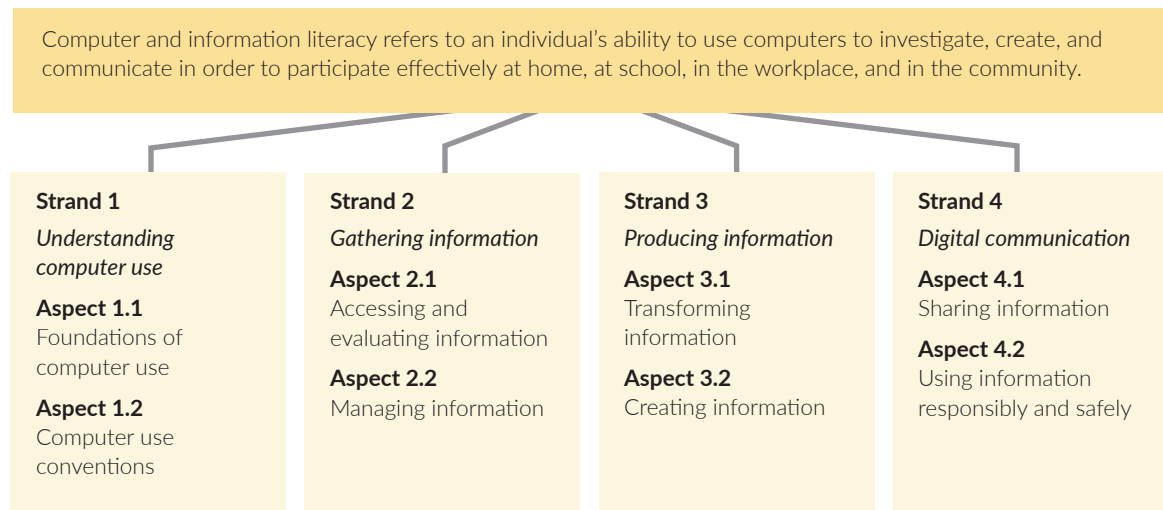 Computer and information literacy refers to an individual’s ability to use computers to investigate, create, and
communicate in order to participate effectively at home, at school, in the workplace, and in the community.
Strand 1
Understanding
computer use
Aspect 1.1
Foundations of
computer use
Aspect 1.2
Computer use
conventions
Strand 2
Gathering information
Aspect 2.1
Accessing and
evaluating information
Aspect 2.2
Managing information
Strand 3
Producing information
Aspect 3.1
Transforming
information
Aspect 3.2
Creating information
Strand 4
Digital communication
Aspect 4.1
Sharing information
Aspect 4.2
Using information
responsibly and safely